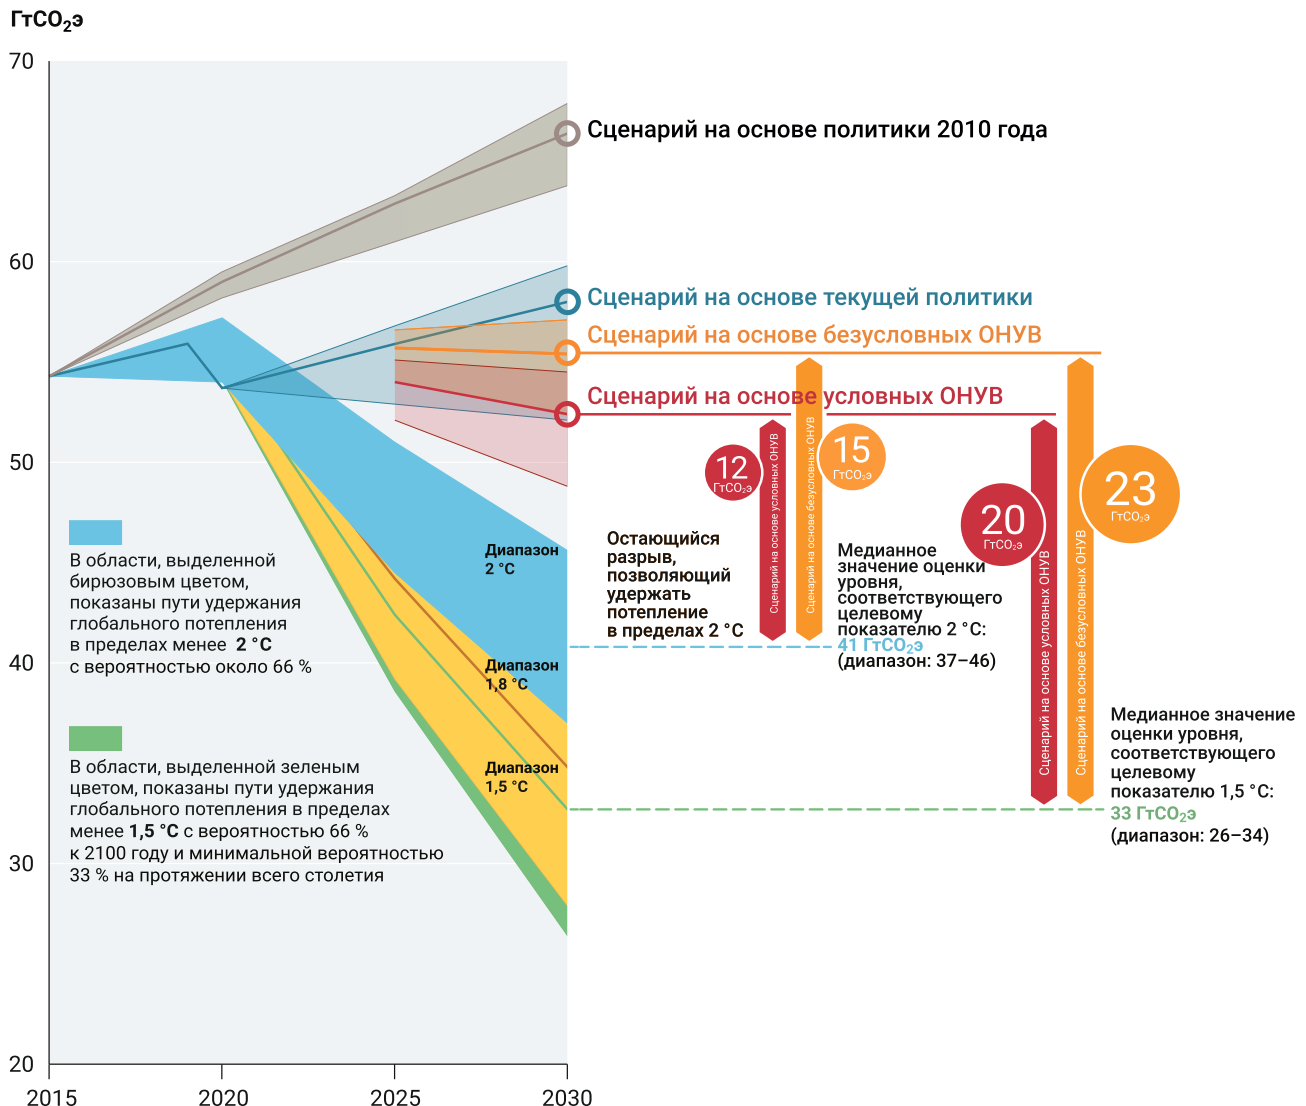 ГтCO₂э
70
60
50
40
30
20
2015
2020
2025
2030
Сценарий на основе политики 2010 года
Сценарий на основе текущей политики
Сценарий на основе безусловных ОНУВ
Сценарий на основе условных ОНУВ
В области, выделенной
бирюзовым цветом,
показаны пути удержания
глобального потепления
в пределах менее 2 °C
с вероятностью около 66 %
В области, выделенной зеленым
цветом, показаны пути удержания
глобального потепления в пределах
менее 1,5 °C с вероятностью 66 %
к 2100 году и минимальной вероятностью
33 % на протяжении всего столетия
Диапазон
2 °C
Диапазон
1,8 °C
Диапазон
1,5 °C
Остающийся
разрыв,
позволяющий
удержать
потепление
в пределах 2 °C
12
ГтCO₂э
Сценарий на основе условных ОНУВ
Сценарий на основе безусловных ОНУВ
15
ГтCO₂э
Медианное
значение оценки
уровня,
соответствующего
целевому
показателю 2 °C:
41 ГтCO₂э
(диапазон: 37–46)
20
ГтCO₂э
Сценарий на основе условных ОНУВ
Сценарий на основе безусловных ОНУВ
23
ГтCO₂э
Медианное значение
оценки уровня,
соответствующего
целевому
показателю 1,5 °C:
33 ГтCO₂э
(диапазон: 26–34)